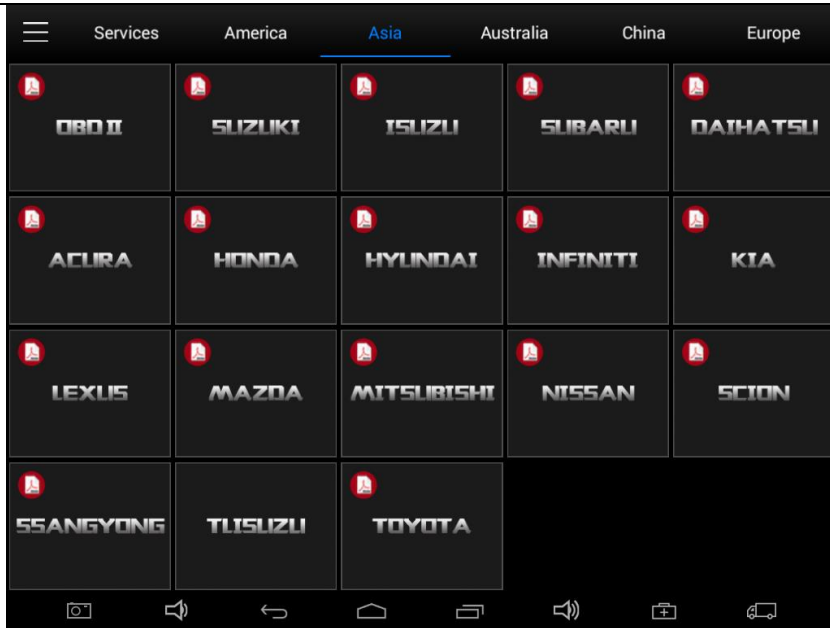 Services America Asia Australia China Europe
OBD II SUZUKI ISUZU SUBARU DAIHATSU
ACURA HONDA HYUNDAI INFINITI KIA
LEXUS MAZDA MITSUBISHI NISSAN SCION
SSANGYONG TLISUZU TOYOTA